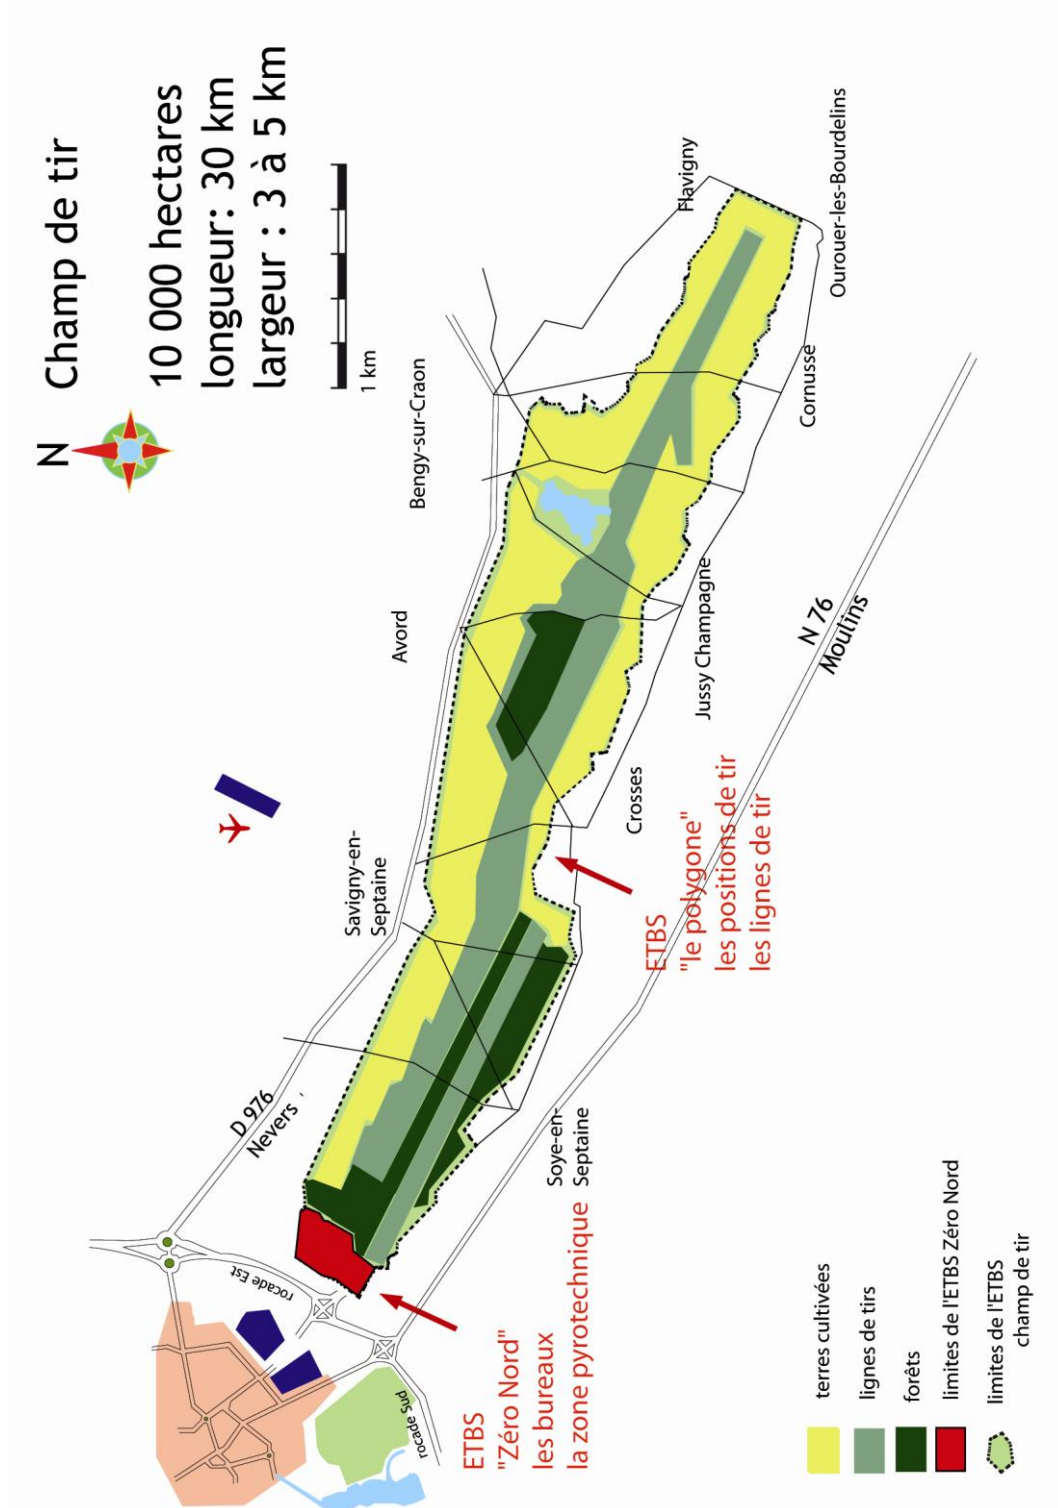 Champ de tir
10 000 hectares
longueur: 30 km
largeur : 3 à 5 km
N
1 km
Bengy-sur-Craon
Avord
Savigny-en-
Septaine
Flavigny
Ourouer-les-Bourdelins
Cornusse
Jussy Champagne
Crosses
N 76
Moulins
D 976
Nevers
rocade Est
rocade Sud
Soye-en-
Septaine
ETBS
"le polygone"
les positions de tir
les lignes de tir
ETBS
"Zéro Nord"
les bureaux
la zone pyrotechnique
terres cultivées
lignes de tirs
forêts
limites de l'ETBS Zéro Nord
limites de l'ETBS
champ de tir